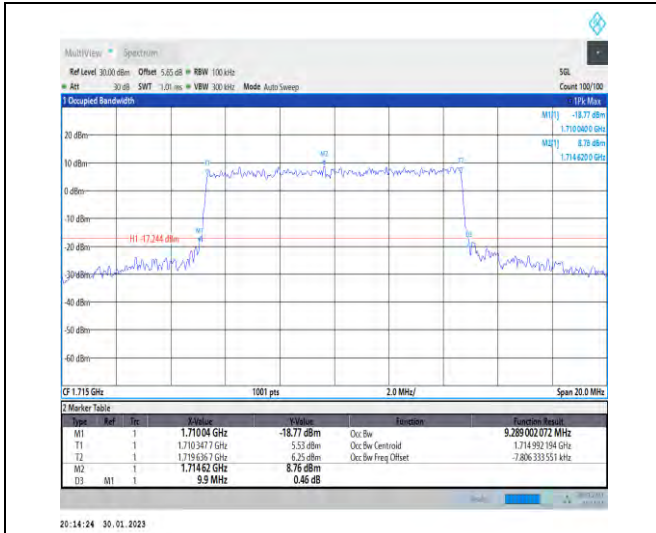 MultiView Spectrum
Ref Level 30.00 dBm Offset 5.85 dB RBW 100 kHz SGL
Att 30 dB SWT 1.01 ms VBW 300 kHz Mode Auto Sweep Count 100/100
1 Occupied Bandwidth 1Pk Max
M1[1] -18.77 dBm
1.710 040 0 GHz
M2[1] 8.76 dBm
1.714 620 0 GHz
20 dBm
10 dBm
0 dBm
-10 dBm
-20 dBm
-30 dBm
-40 dBm
-50 dBm
-60 dBm
T1
M2
T2
M1
D3
H1 -17.244 dBm
CF 1.715 GHz 1001 pts 2.0 MHz/ Span 20.0 MHz
2 Marker Table
Type Ref Trc X-Value Y-Value Function Function Result
M1 1 1.71004 GHz -18.77 dBm Occ Bw 9.289 002 072 MHz
T1 1 1.710 347 7 GHz 5.53 dBm Occ Bw Centroid 1.714 992 194 GHz
T2 1 1.719 636 7 GHz 6.25 dBm Occ Bw Freq Offset -7.806 333 551 kHz
M2 1 1.71462 GHz 8.76 dBm
D3 M1 1 9.9 MHz 0.46 dB
20:14:24 30.01.2023